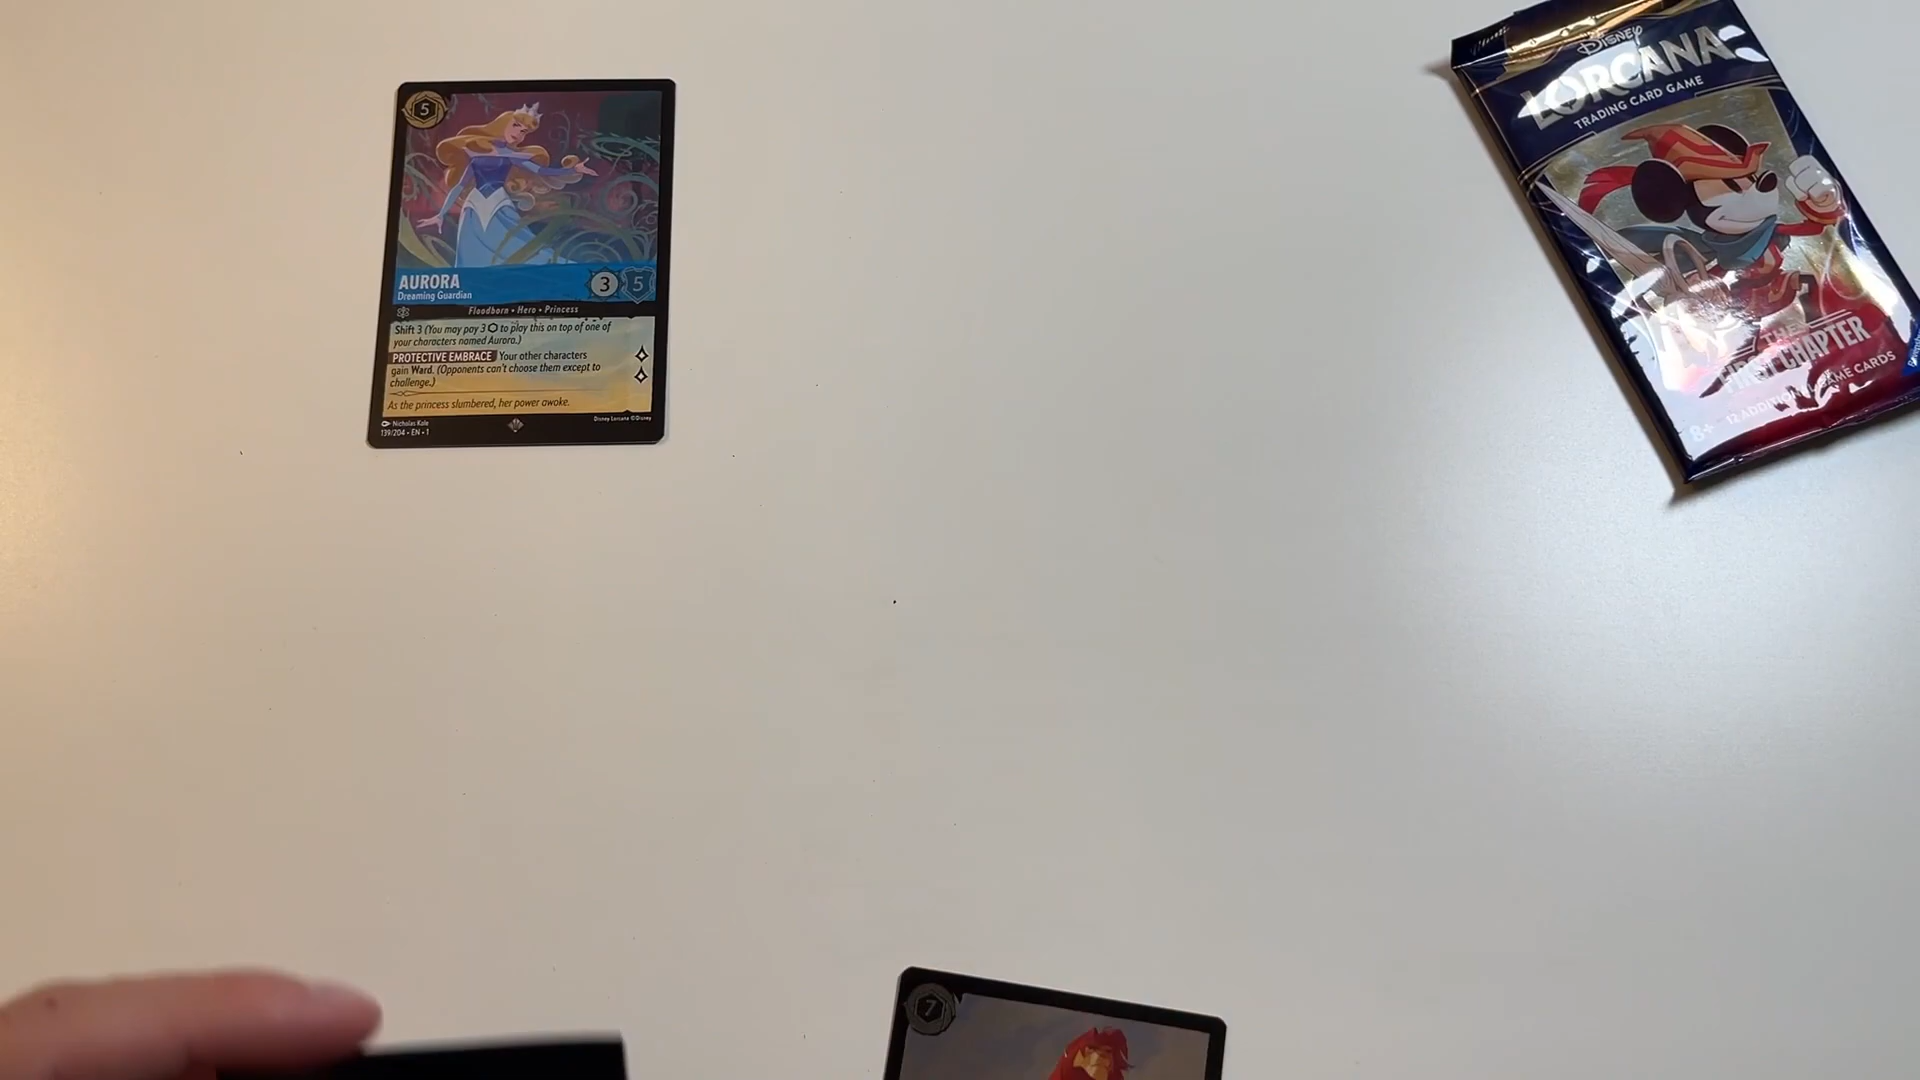 5
AURORA
Dreaming Guardian
3 5
Floodborn • Hero • Princess
Shift 3 (You may pay 3 to play this on top of one of
your characters named Aurora.)
PROTECTIVE EMBRACE Your other characters
gain Ward. (Opponents can't choose them except to
challenge.)
As the princess slumbered, her power awoke.
Nicholas Kole
Disney Lorcana ©Disney
139/204 • EN • 1
DISNEY
LORCANA
TRADING CARD GAME
THE
FIRST CHAPTER
12 ADDITIONAL GAME CARDS
8+
7